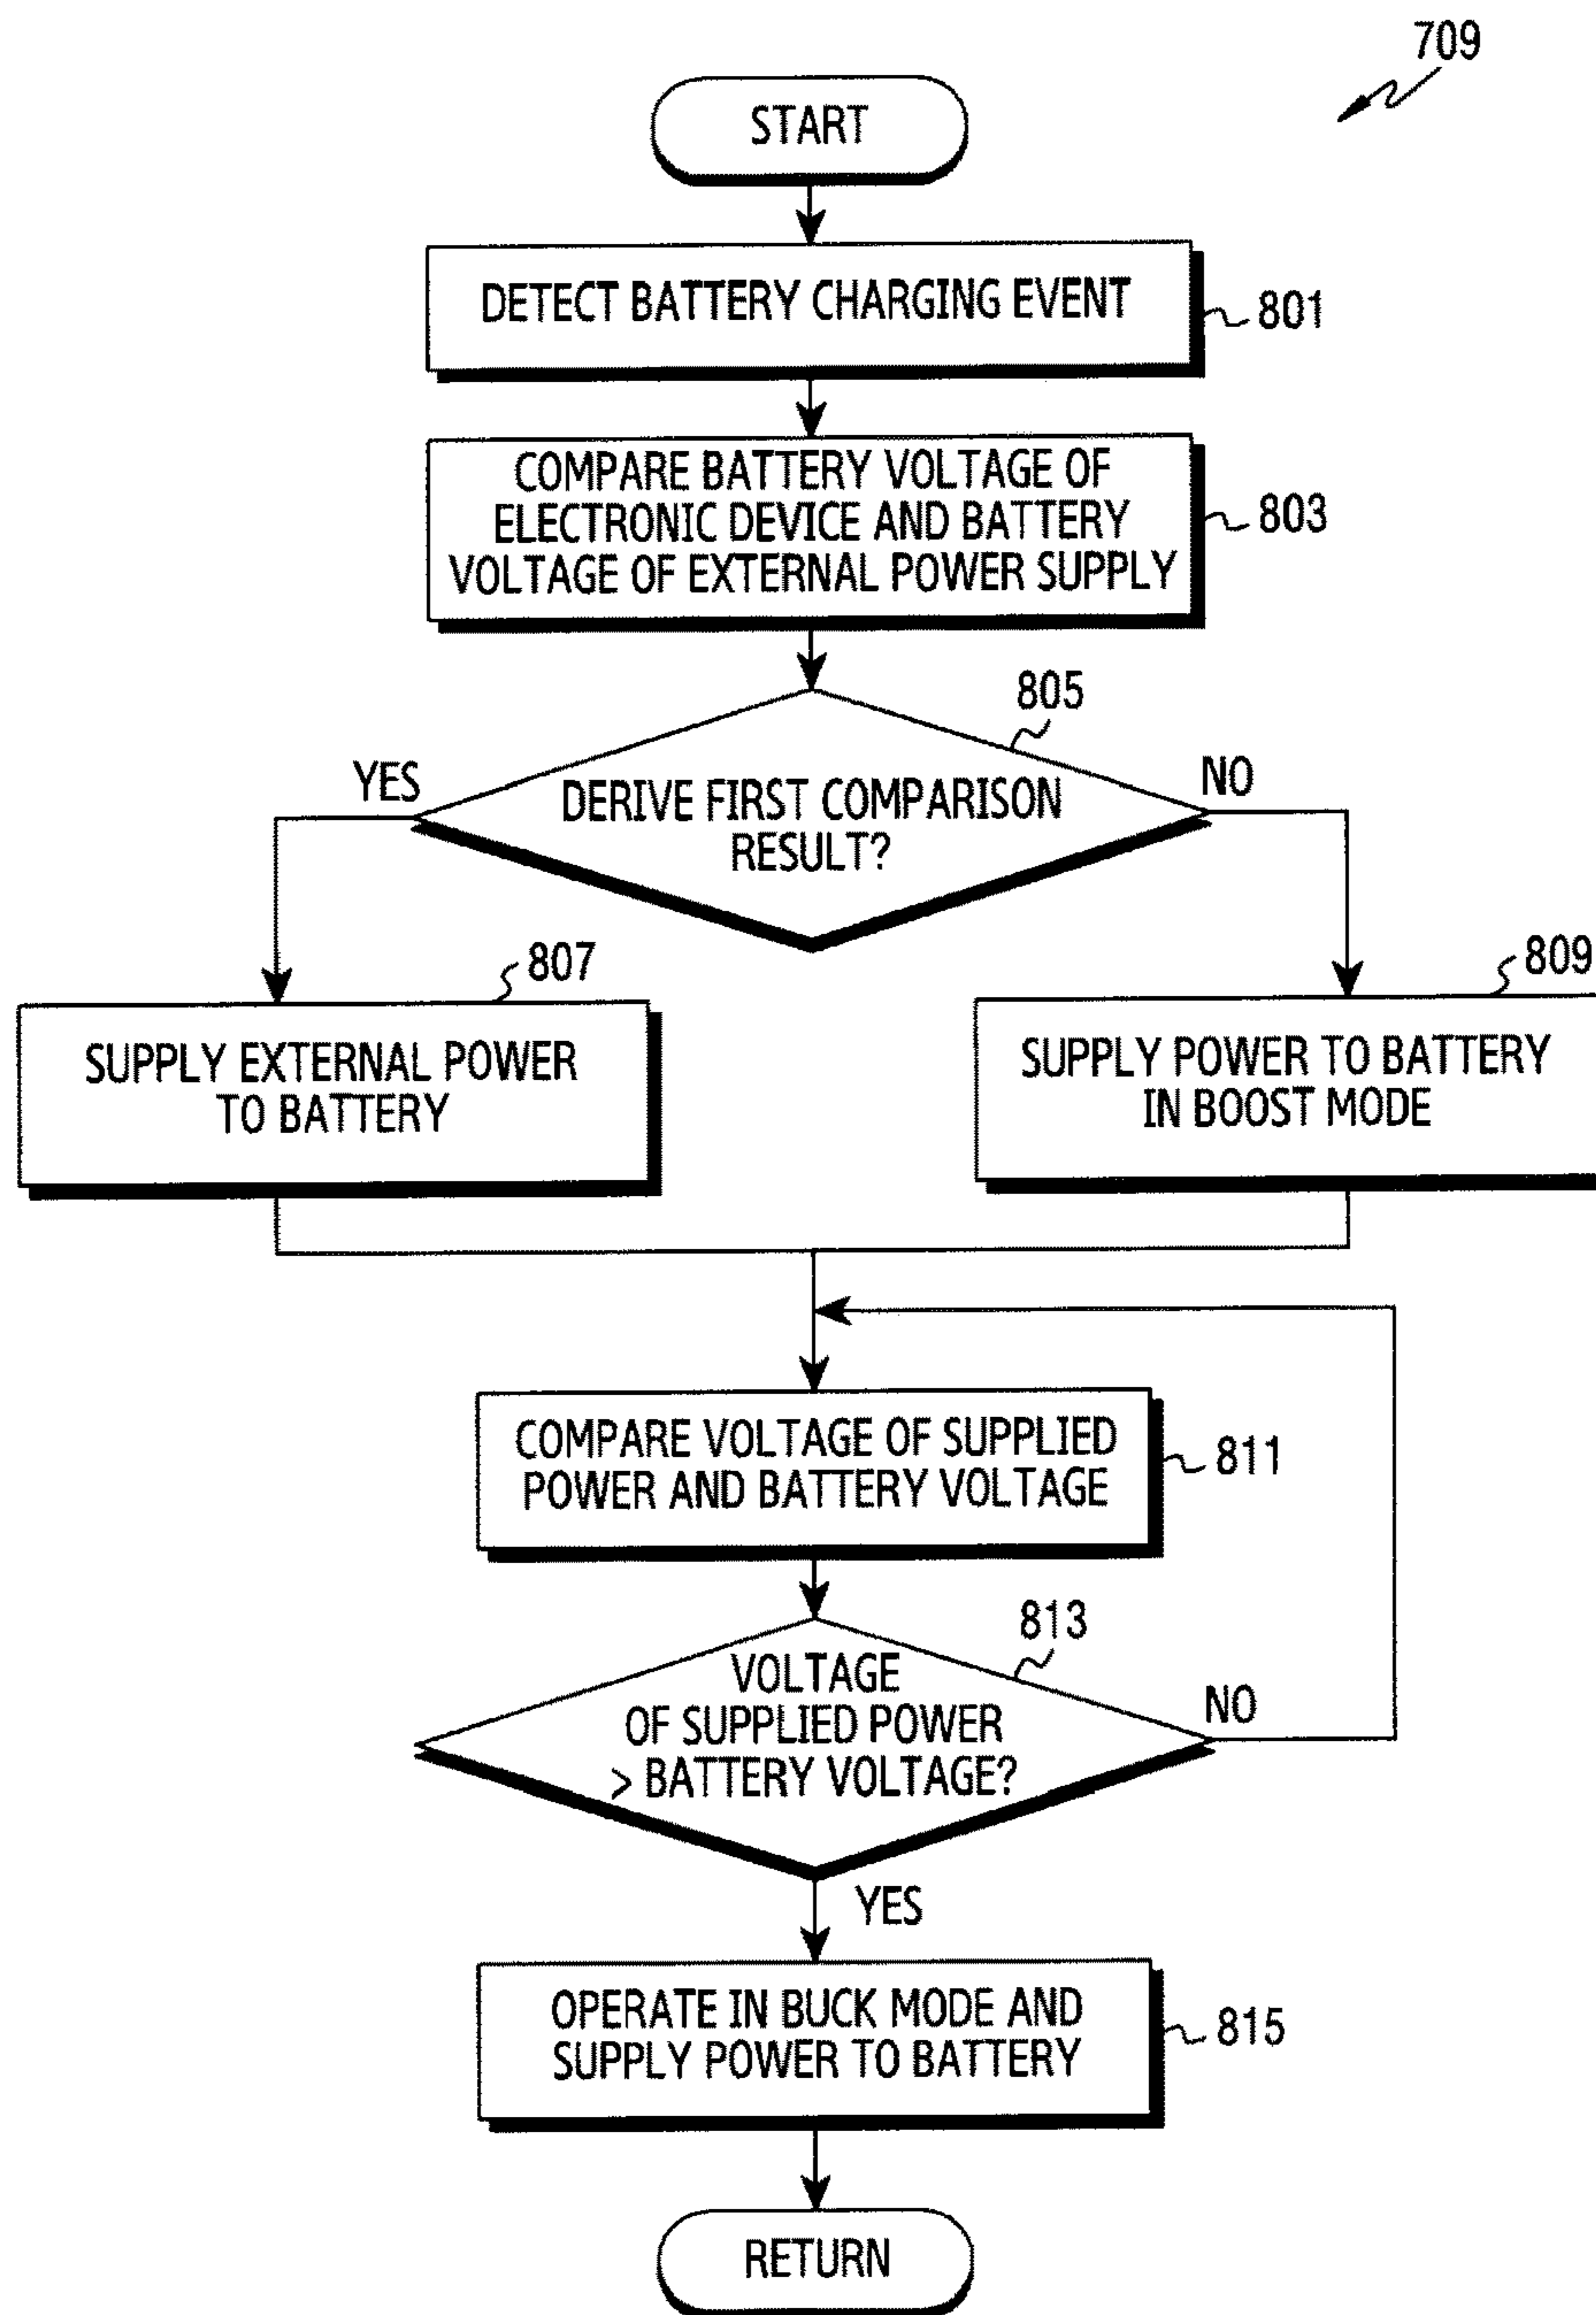 709
START
DETECT BATTERY CHARGING EVENT
801
COMPARE BATTERY VOLTAGE OF
ELECTRONIC DEVICE AND BATTERY
VOLTAGE OF EXTERNAL POWER SUPPLY
803
805
YES
NO
DERIVE FIRST COMPARISON
RESULT?
807
809
SUPPLY EXTERNAL POWER
TO BATTERY
SUPPLY POWER TO BATTERY
IN BOOST MODE
COMPARE VOLTAGE OF SUPPLIED
POWER AND BATTERY VOLTAGE
811
813
VOLTAGE
OF SUPPLIED POWER
> BATTERY VOLTAGE?
NO
YES
OPERATE IN BUCK MODE AND
SUPPLY POWER TO BATTERY
815
RETURN